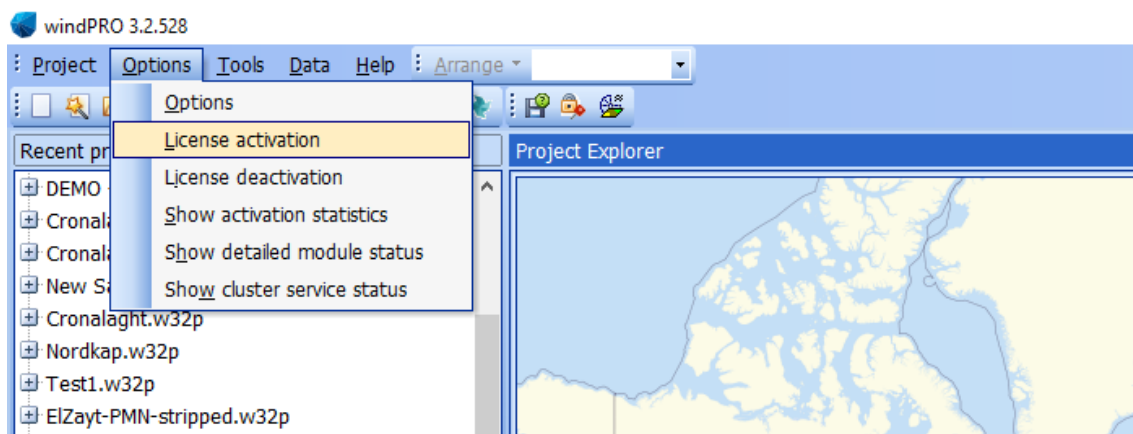 windPRO 3.2.528
Project Options Tools Data Help Arrange
Options
License activation
License deactivation
Show activation statistics
Show detailed module status
Show cluster service status
Recent pr
Project Explorer
DEMO
Cronala
Cronala
New Sa
Cronalaght.w32p
Nordkap.w32p
Test1.w32p
ElZayt-PMN-stripped.w32p